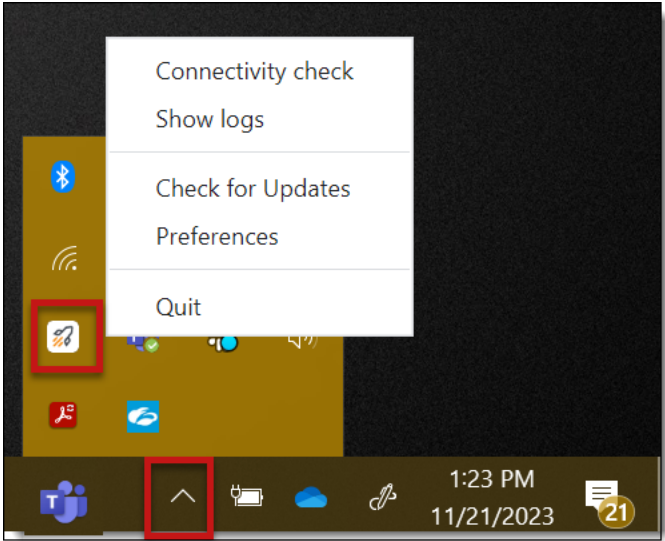 Connectivity check
Show logs
Check for Updates
Preferences
Quit
T
1:23 PM
11/21/2023
21